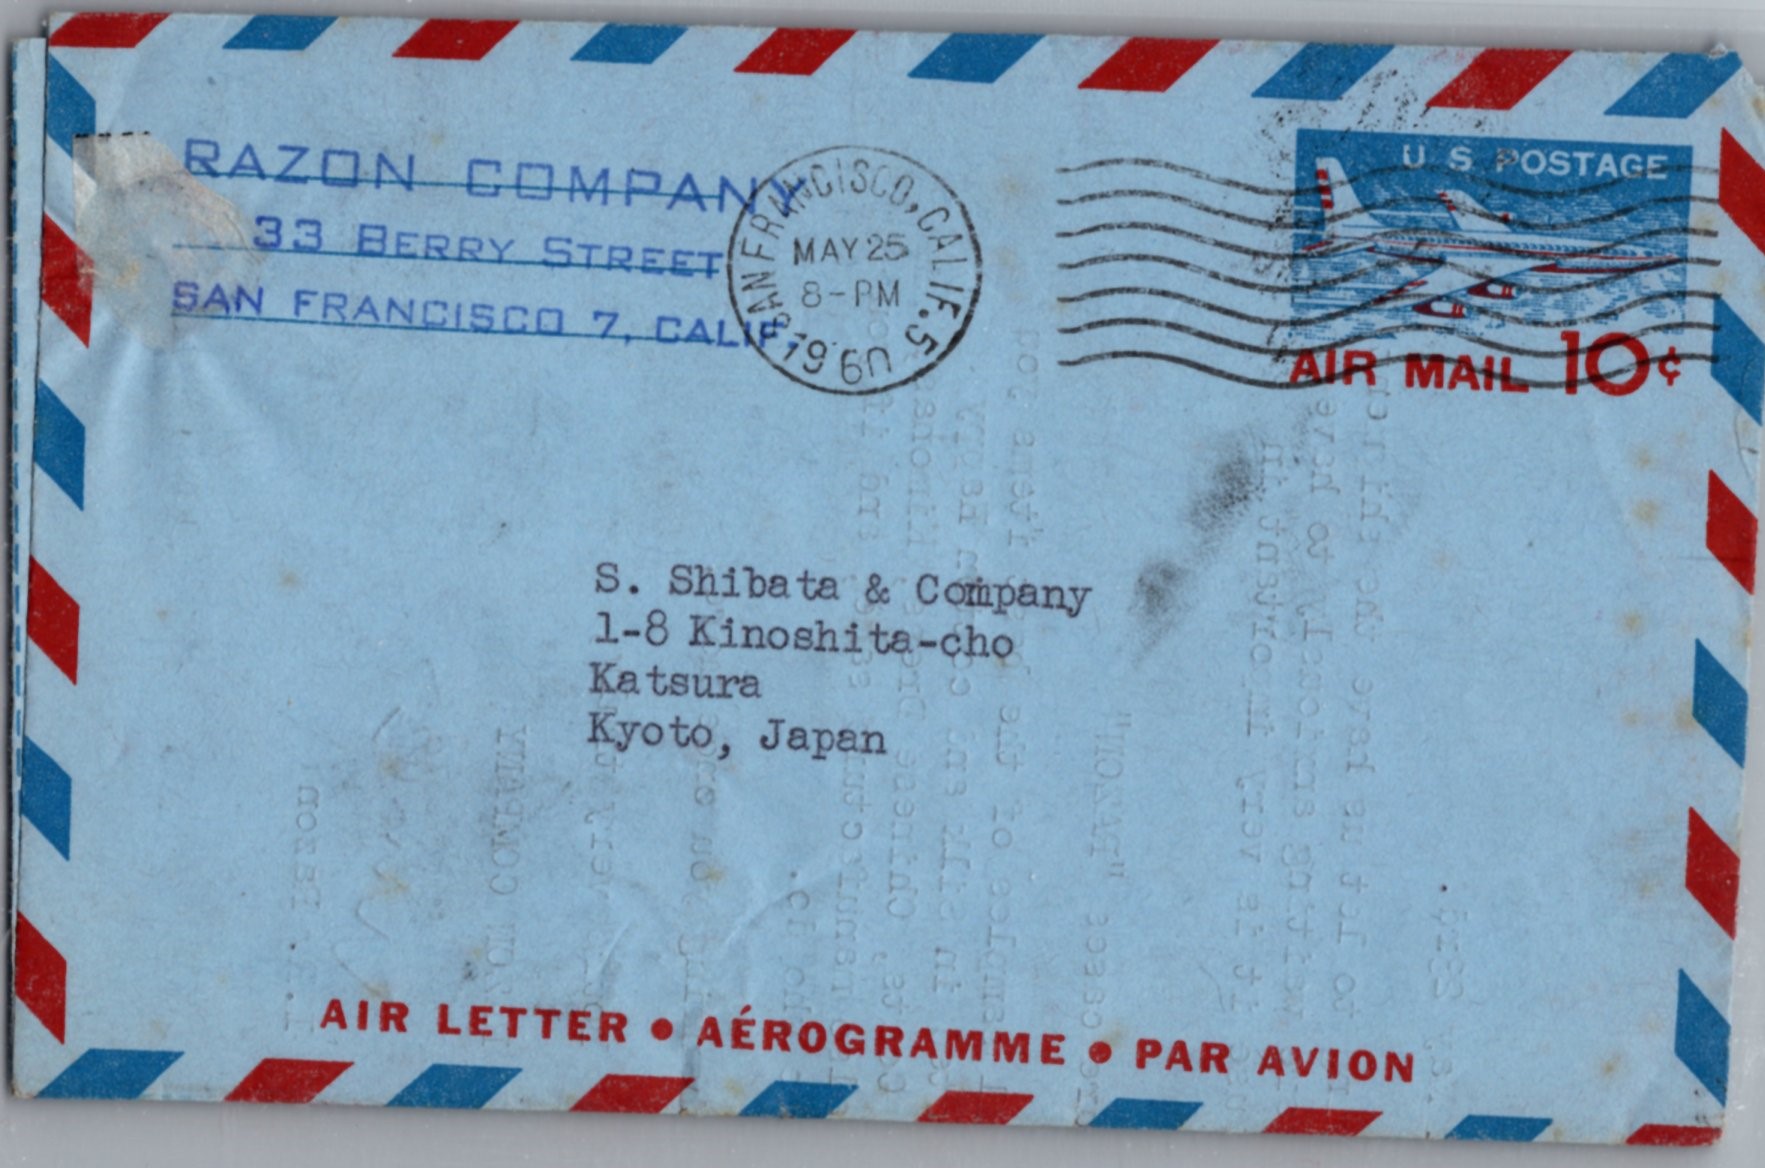 RAZON COMPANY
33 BERRY STREET
SAN FRANCISCO 7, CALIF.
SAN FRANCISCO, CALIF. 5
MAY 25
8-PM
1960
U S POSTAGE
AIR MAIL 10¢
S. Shibata & Company
1-8 Kinoshita-cho
Katsura
Kyoto, Japan
AIR LETTER • AÉROGRAMME • PAR AVION